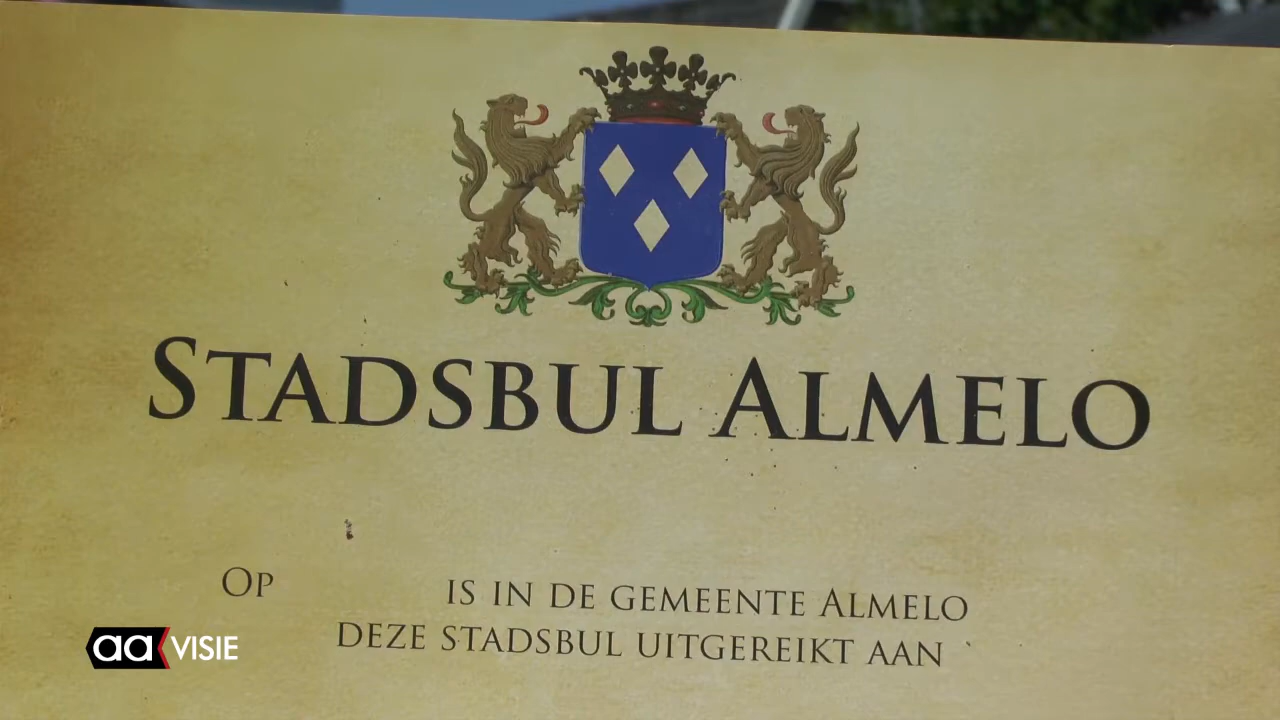 STADSBUL ALMELO
OP IS IN DE GEMEENTE ALMELO
DEZE STADSBUL UITGEREIKT AAN
aa VISIE